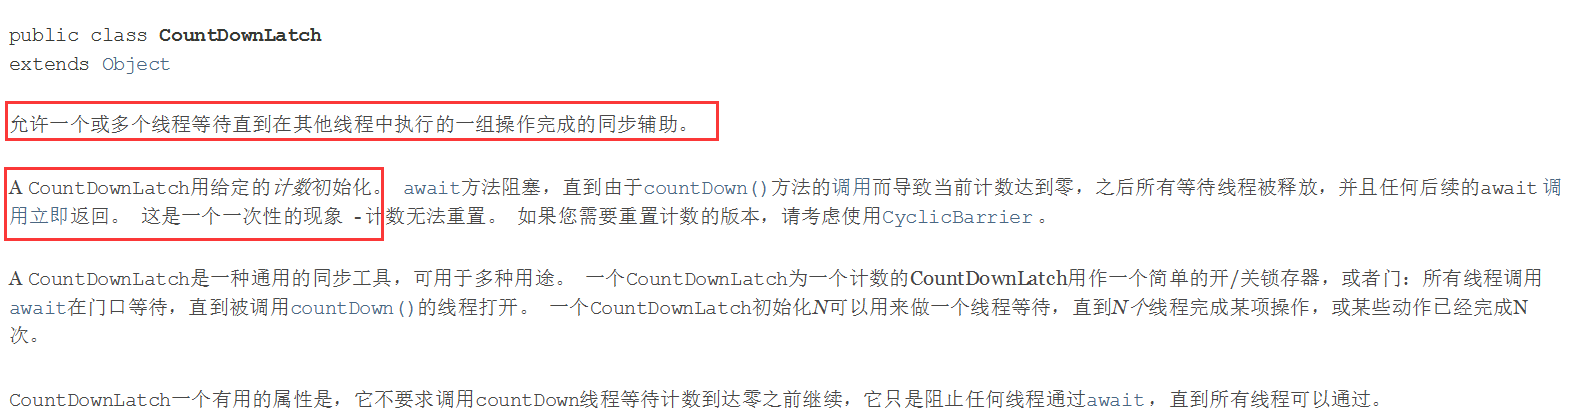 public class CountDownLatch
extends Object
允许一个或多个线程等待直到在其他线程中执行的一组操作完成的同步辅助。
A CountDownLatch用给定的计数初始化。 await方法阻塞，直到由于countDown()方法的调用而导致当前计数达到零，之后所有等待线程被释放，并且任何后续的await 调
用立即返回。 这是一个一次性的现象 - 计数无法重置。 如果您需要重置计数的版本，请考虑使用CyclicBarrier 。
A CountDownLatch是一种通用的同步工具，可用于多种用途。 一个CountDownLatch为一个计数的CountDownLatch用作一个简单的开/关锁存器，或者门：所有线程调用
await在门口等待，直到被调用countDown()的线程打开。 一个CountDownLatch初始化N可以用来做一个线程等待，直到N个线程完成某项操作，或某些动作已经完成N
次。
CountDownLatch一个有用的属性是，它不要求调用countDown线程等待计数到达零之前继续，它只是阻止任何线程通过await ，直到所有线程可以通过。